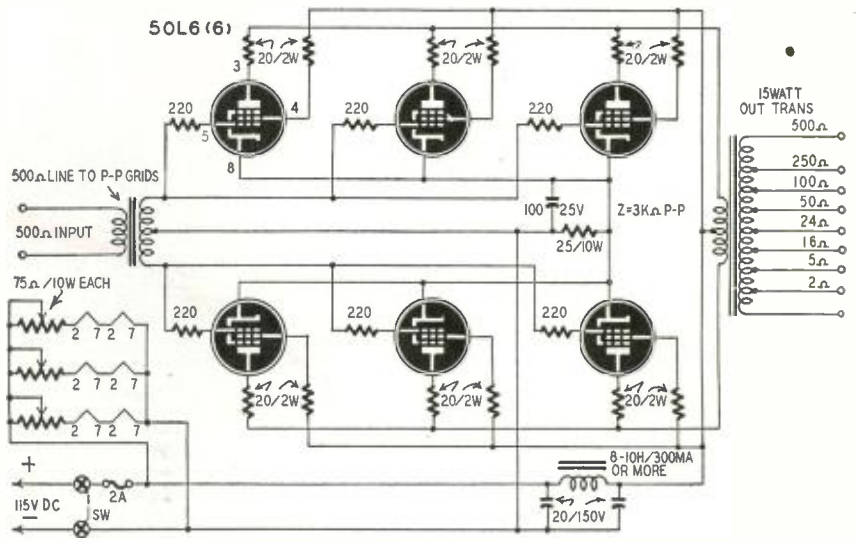 50L6 (6)
20/2W
20/2W
20/2W
3
4
5
8
220
220
220
15WATT
OUT TRANS
500Ω
250Ω
100Ω
50Ω
24Ω
16Ω
5Ω
2Ω
500Ω LINE TO P-P GRIDS
500Ω INPUT
100
25V
25/10W
Z=3KΩ P-P
75Ω/10W EACH
2 7 2 7
2 7 2 7
2 7 2 7
220
220
220
20/2W
20/2W
20/2W
8-10H/300MA
OR MORE
20/150V
+
115V DC
−
SW
2A